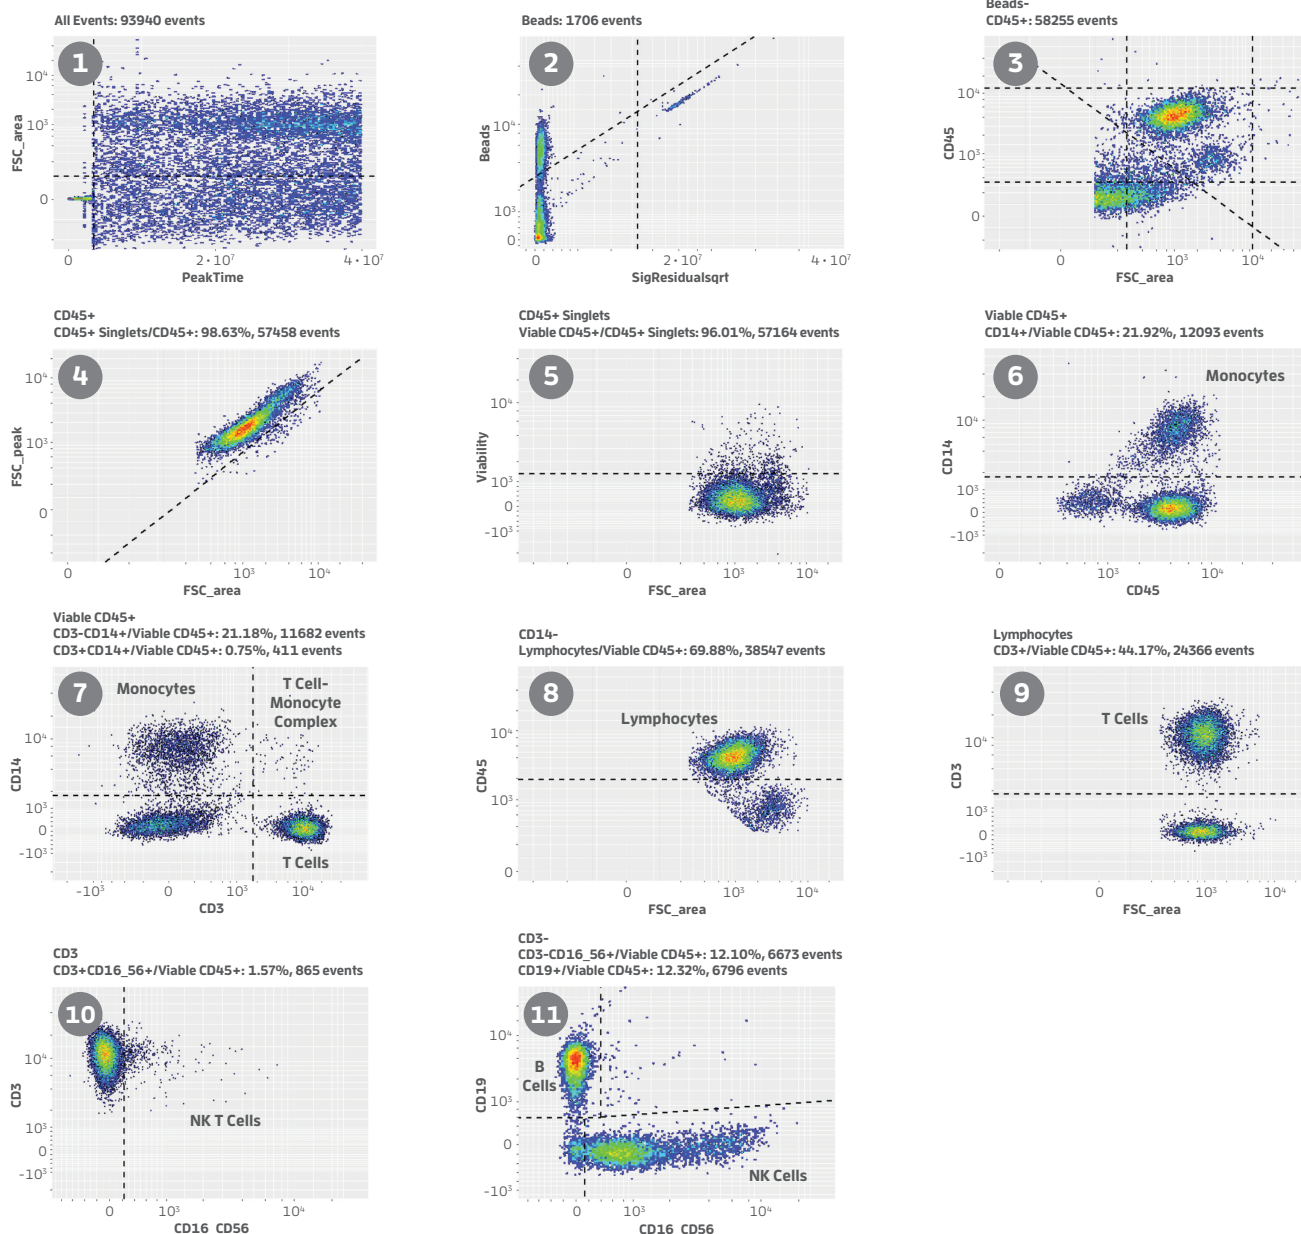 All Events: 93940 events
1
10⁴
10³
0
FSC_area
0
2•10⁷
4•10⁷
PeakTime
Beads: 1706 events
2
10⁴
10³
0
Beads
0
2•10⁷
4•10⁷
SigResidualsqrt
Beads-
CD45+: 58255 events
3
10⁴
10³
0
CD45
0
10³
10⁴
FSC_area
CD45+
CD45+ Singlets/CD45+: 98.63%, 57458 events
4
10⁴
10³
0
FSC_peak
0
10³
10⁴
FSC_area
CD45+ Singlets
Viable CD45+/CD45+ Singlets: 96.01%, 57164 events
5
10⁴
10³
0
-10³
Viability
0
10³
10⁴
FSC_area
Viable CD45+
CD14+/Viable CD45+: 21.92%, 12093 events
6
Monocytes
10⁴
10³
0
-10³
CD14
0
10³
10⁴
CD45
Viable CD45+
CD3-CD14+/Viable CD45+: 21.18%, 11682 events
CD3+CD14+/Viable CD45+: 0.75%, 411 events
7
Monocytes
T Cell-
Monocyte
Complex
T Cells
10⁴
10³
0
-10³
CD14
-10³
0
10³
10⁴
CD3
CD14-
Lymphocytes/Viable CD45+: 69.88%, 38547 events
8
Lymphocytes
10⁴
10³
0
CD45
0
10³
10⁴
FSC_area
Lymphocytes
CD3+/Viable CD45+: 44.17%, 24366 events
9
T Cells
10⁴
10³
0
-10³
CD3
0
10³
10⁴
FSC_area
CD3
CD3+CD16_56+/Viable CD45+: 1.57%, 865 events
10
NK T Cells
10⁴
10³
0
-10³
CD3
0
10³
10⁴
CD16 CD56
CD3-
CD3-CD16_56+/Viable CD45+: 12.10%, 6673 events
CD19+/Viable CD45+: 12.32%, 6796 events
11
B
Cells
NK Cells
10⁴
10³
0
-10³
CD19
0
10³
10⁴
CD16 CD56